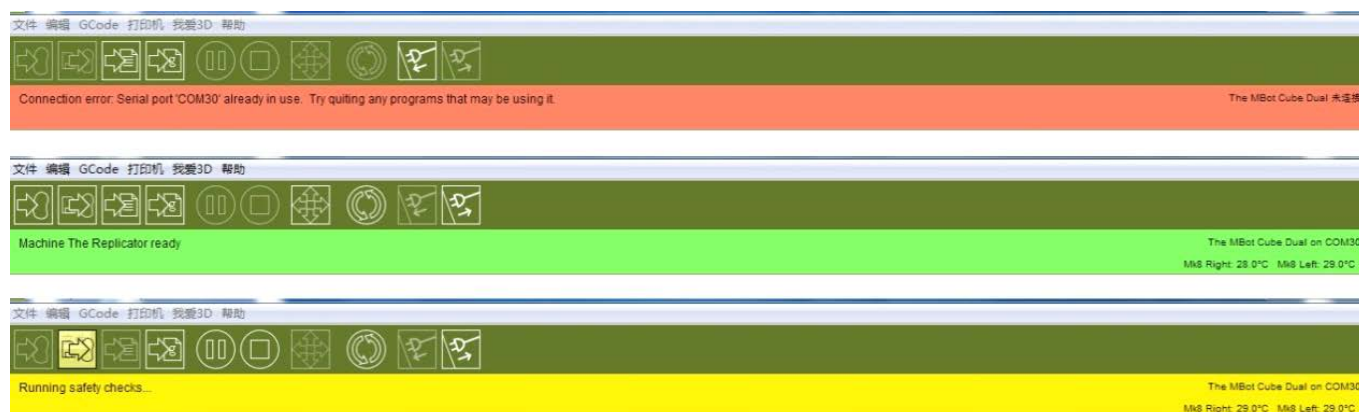 文件 编辑 GCode 打印机 我爱3D 帮助
Connection error: Serial port 'COM30' already in use. Try quiting any programs that may be using it.
The MBot Cube Dual 未连接
文件 编辑 GCode 打印机 我爱3D 帮助
Machine The Replicator ready
The MBot Cube Dual on COM30
Mk8 Right: 28.0°C Mk8 Left: 29.0°C
文件 编辑 GCode 打印机 我爱3D 帮助
Running safety checks...
The MBot Cube Dual on COM30
Mk8 Right: 29.0°C Mk8 Left: 29.0°C